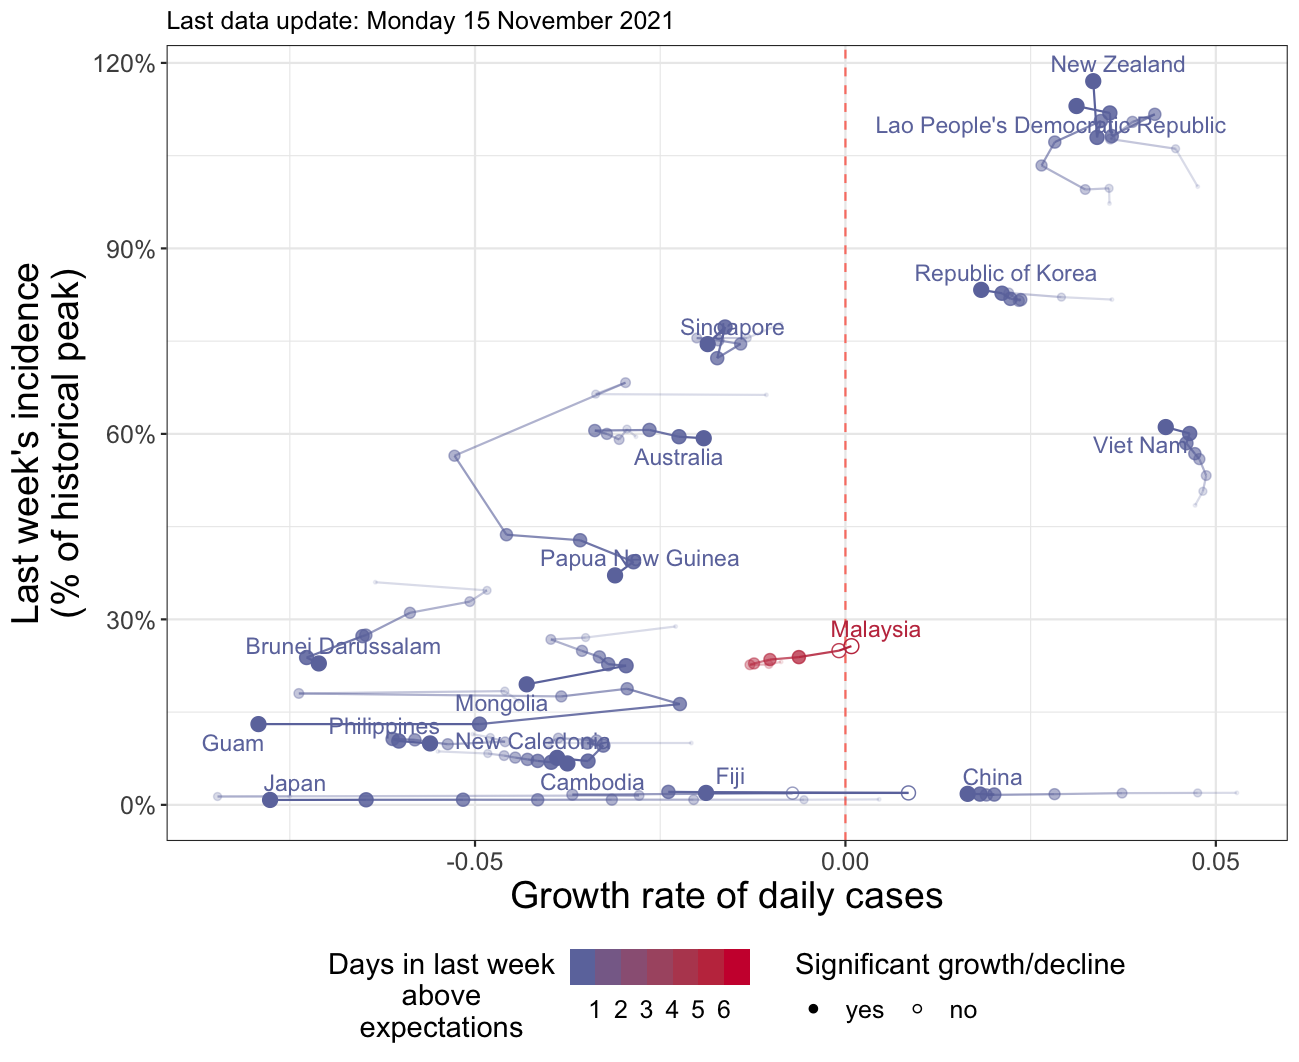 Last data update: Monday 15 November 2021
Last week's incidence
(% of historical peak)
120%
90%
60%
30%
0%
New Zealand
Lao People's Democratic Republic
Republic of Korea
Singapore
Australia
Viet Nam
Papua New Guinea
Malaysia
Brunei Darussalam
Mongolia
Philippines
Guam
New Caledonia
Cambodia
Japan
Fiji
China
-0.05
0.00
0.05
Growth rate of daily cases
Days in last week
above
expectations
1 2 3 4 5 6
Significant growth/decline
yes no